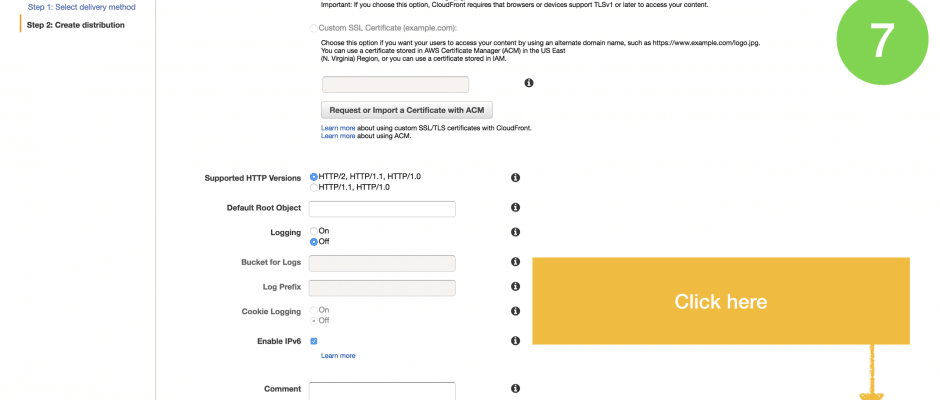 Important: If you choose this option, CloudFront requires that browsers or devices support TLSv1 or later to access your content.
Step 1: Select delivery method
Step 2: Create distribution
7
Custom SSL Certificate (example.com):
Choose this option if you want your users to access your content by using an alternate domain name, such as https://www.example.com/logo.jpg.
You can use a certificate stored in AWS Certificate Manager (ACM) in the US East
(N. Virginia) Region, or you can use a certificate stored in IAM.
Request or Import a Certificate with ACM
Learn more about using custom SSL/TLS certificates with CloudFront.
Learn more about using ACM.
Supported HTTP Versions
HTTP/2, HTTP/1.1, HTTP/1.0
HTTP/1.1, HTTP/1.0
Default Root Object
Logging
On
Off
Bucket for Logs
Log Prefix
Click here
Cookie Logging
On
Off
Enable IPv6
Learn more
Comment